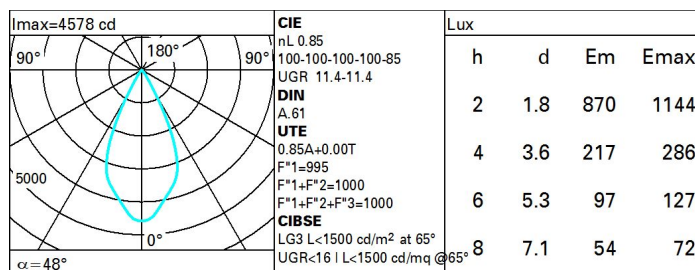 Imax=4578 cd
90°
180°
90°
5000
0°
α=48°
CIE
nL 0.85
100-100-100-100-85
UGR 11.4-11.4
DIN
A.61
UTE
0.85A+0.00T
F"1=995
F"1+F"2=1000
F"1+F"2+F"3=1000
CIBSE
LG3 L<1500 cd/m² at 65°
UGR<16 | L<1500 cd/mq @65°
Lux
h d Em Emax
2 1.8 870 1144
4 3.6 217 286
6 5.3 97 127
8 7.1 54 72